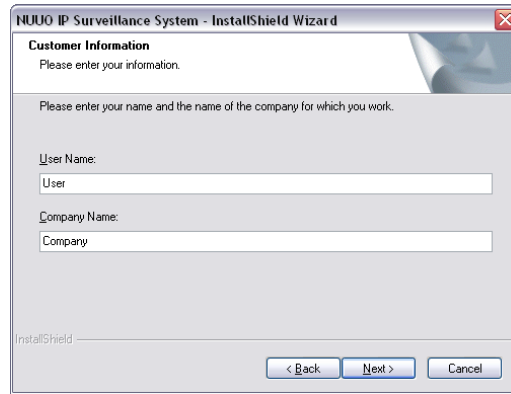 NUUO IP Surveillance System - InstallShield Wizard
Customer Information
Please enter your information.
Please enter your name and the name of the company for which you work.
User Name:
User
Company Name:
Company
InstallShield
< Back Next > Cancel